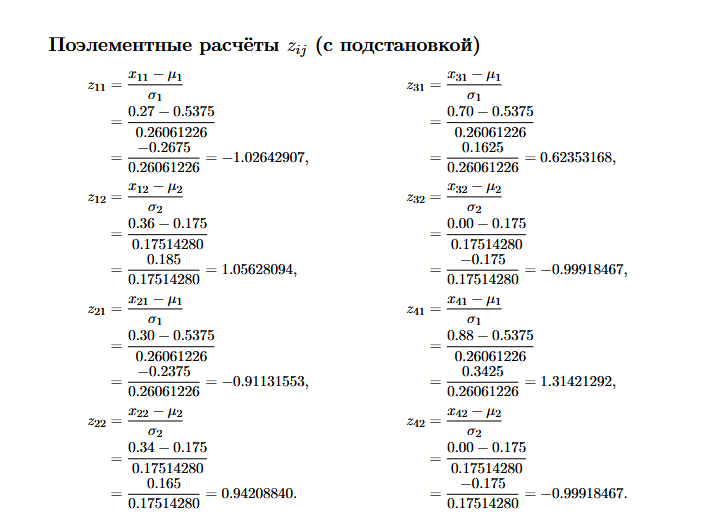 Поэлементные расчёты $z_{ij}$ (с подстановкой)
$z_{11} = \frac{x_{11} - \mu_1}{\sigma_1}$
$= \frac{0.27 - 0.5375}{0.26061226}$
$= \frac{-0.2675}{0.26061226} = -1.02642907,$
$z_{12} = \frac{x_{12} - \mu_2}{\sigma_2}$
$= \frac{0.36 - 0.175}{0.17514280}$
$= \frac{0.185}{0.17514280} = 1.05628094,$
$z_{21} = \frac{x_{21} - \mu_1}{\sigma_1}$
$= \frac{0.30 - 0.5375}{0.26061226}$
$= \frac{-0.2375}{0.26061226} = -0.91131553,$
$z_{22} = \frac{x_{22} - \mu_2}{\sigma_2}$
$= \frac{0.34 - 0.175}{0.17514280}$
$= \frac{0.165}{0.17514280} = 0.94208840.$
$z_{31} = \frac{x_{31} - \mu_1}{\sigma_1}$
$= \frac{0.70 - 0.5375}{0.26061226}$
$= \frac{0.1625}{0.26061226} = 0.62353168,$
$z_{32} = \frac{x_{32} - \mu_2}{\sigma_2}$
$= \frac{0.00 - 0.175}{0.17514280}$
$= \frac{-0.175}{0.17514280} = -0.99918467,$
$z_{41} = \frac{x_{41} - \mu_1}{\sigma_1}$
$= \frac{0.88 - 0.5375}{0.26061226}$
$= \frac{0.3425}{0.26061226} = 1.31421292,$
$z_{42} = \frac{x_{42} - \mu_2}{\sigma_2}$
$= \frac{0.00 - 0.175}{0.17514280}$
$= \frac{-0.175}{0.17514280} = -0.99918467.$